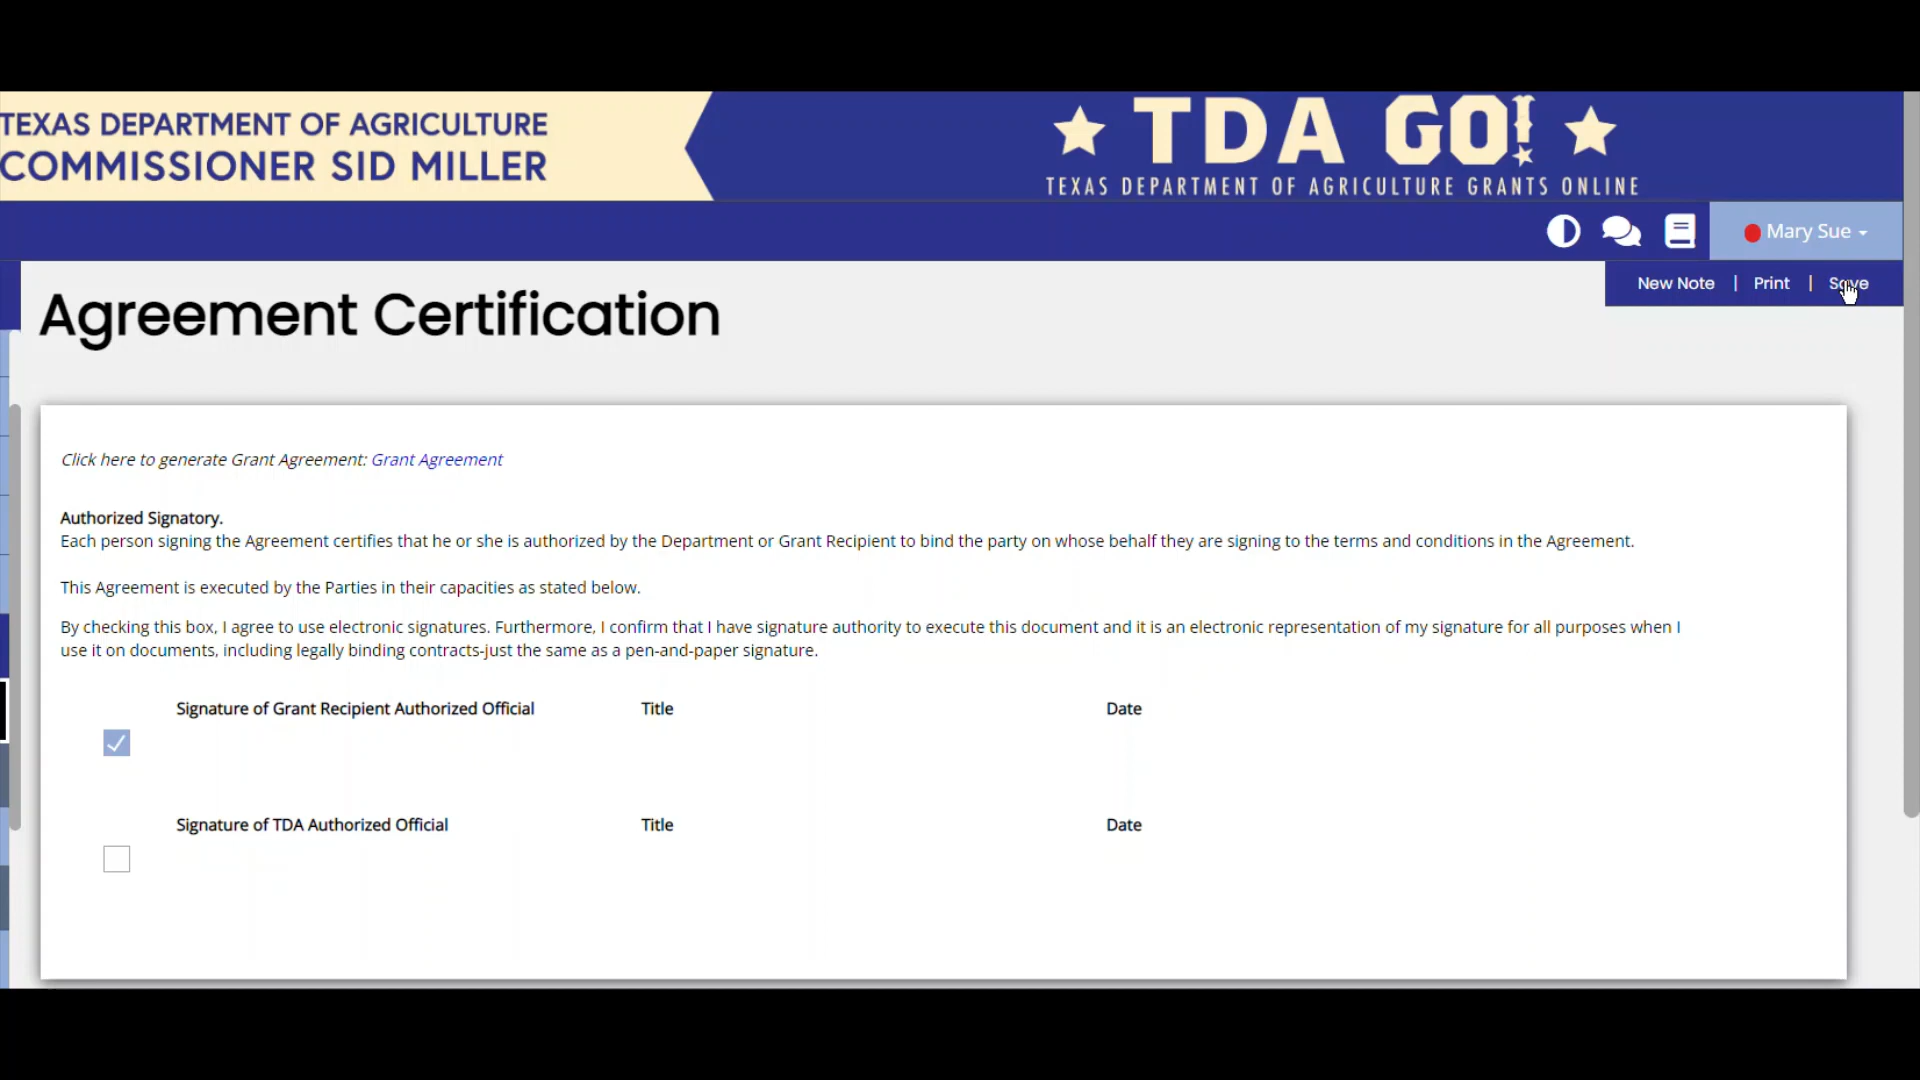 TEXAS DEPARTMENT OF AGRICULTURE
COMMISSIONER SID MILLER
TDA GO!
TEXAS DEPARTMENT OF AGRICULTURE GRANTS ONLINE
Mary Sue
New Note | Print | Save
Agreement Certification
Click here to generate Grant Agreement: Grant Agreement
Authorized Signatory.
Each person signing the Agreement certifies that he or she is authorized by the Department or Grant Recipient to bind the party on whose behalf they are signing to the terms and conditions in the Agreement.
This Agreement is executed by the Parties in their capacities as stated below.
By checking this box, I agree to use electronic signatures. Furthermore, I confirm that I have signature authority to execute this document and it is an electronic representation of my signature for all purposes when I
use it on documents, including legally binding contracts-just the same as a pen-and-paper signature.
Signature of Grant Recipient Authorized Official Title Date
Signature of TDA Authorized Official Title Date